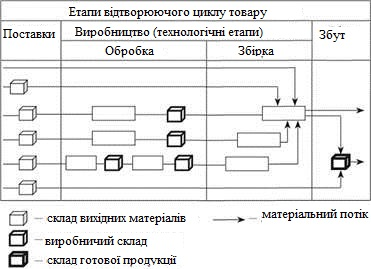 Етапи відтворюючого циклу товару
Поставки
Виробництво (технологічні етапи)
Збут
Обробка
Збірка
– склад вихідних матеріалів
– матеріальний потік
– виробничий склад
– склад готової продукції